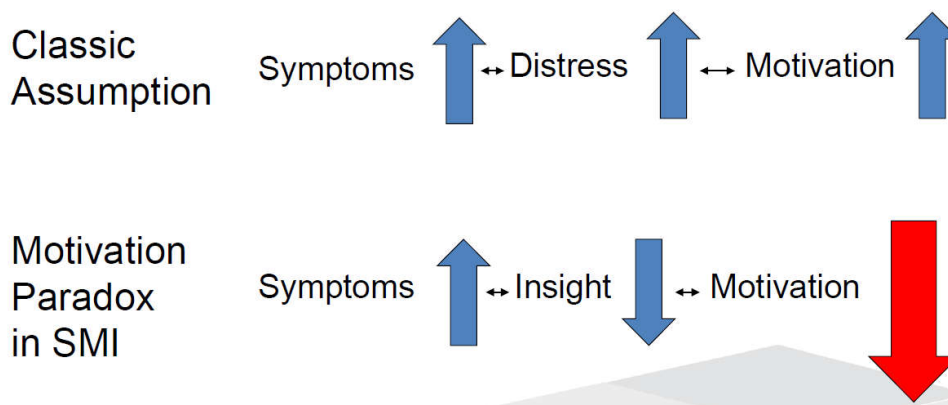 Classic
Assumption
Symptoms Distress Motivation
Motivation
Paradox
in SMI
Symptoms Insight Motivation